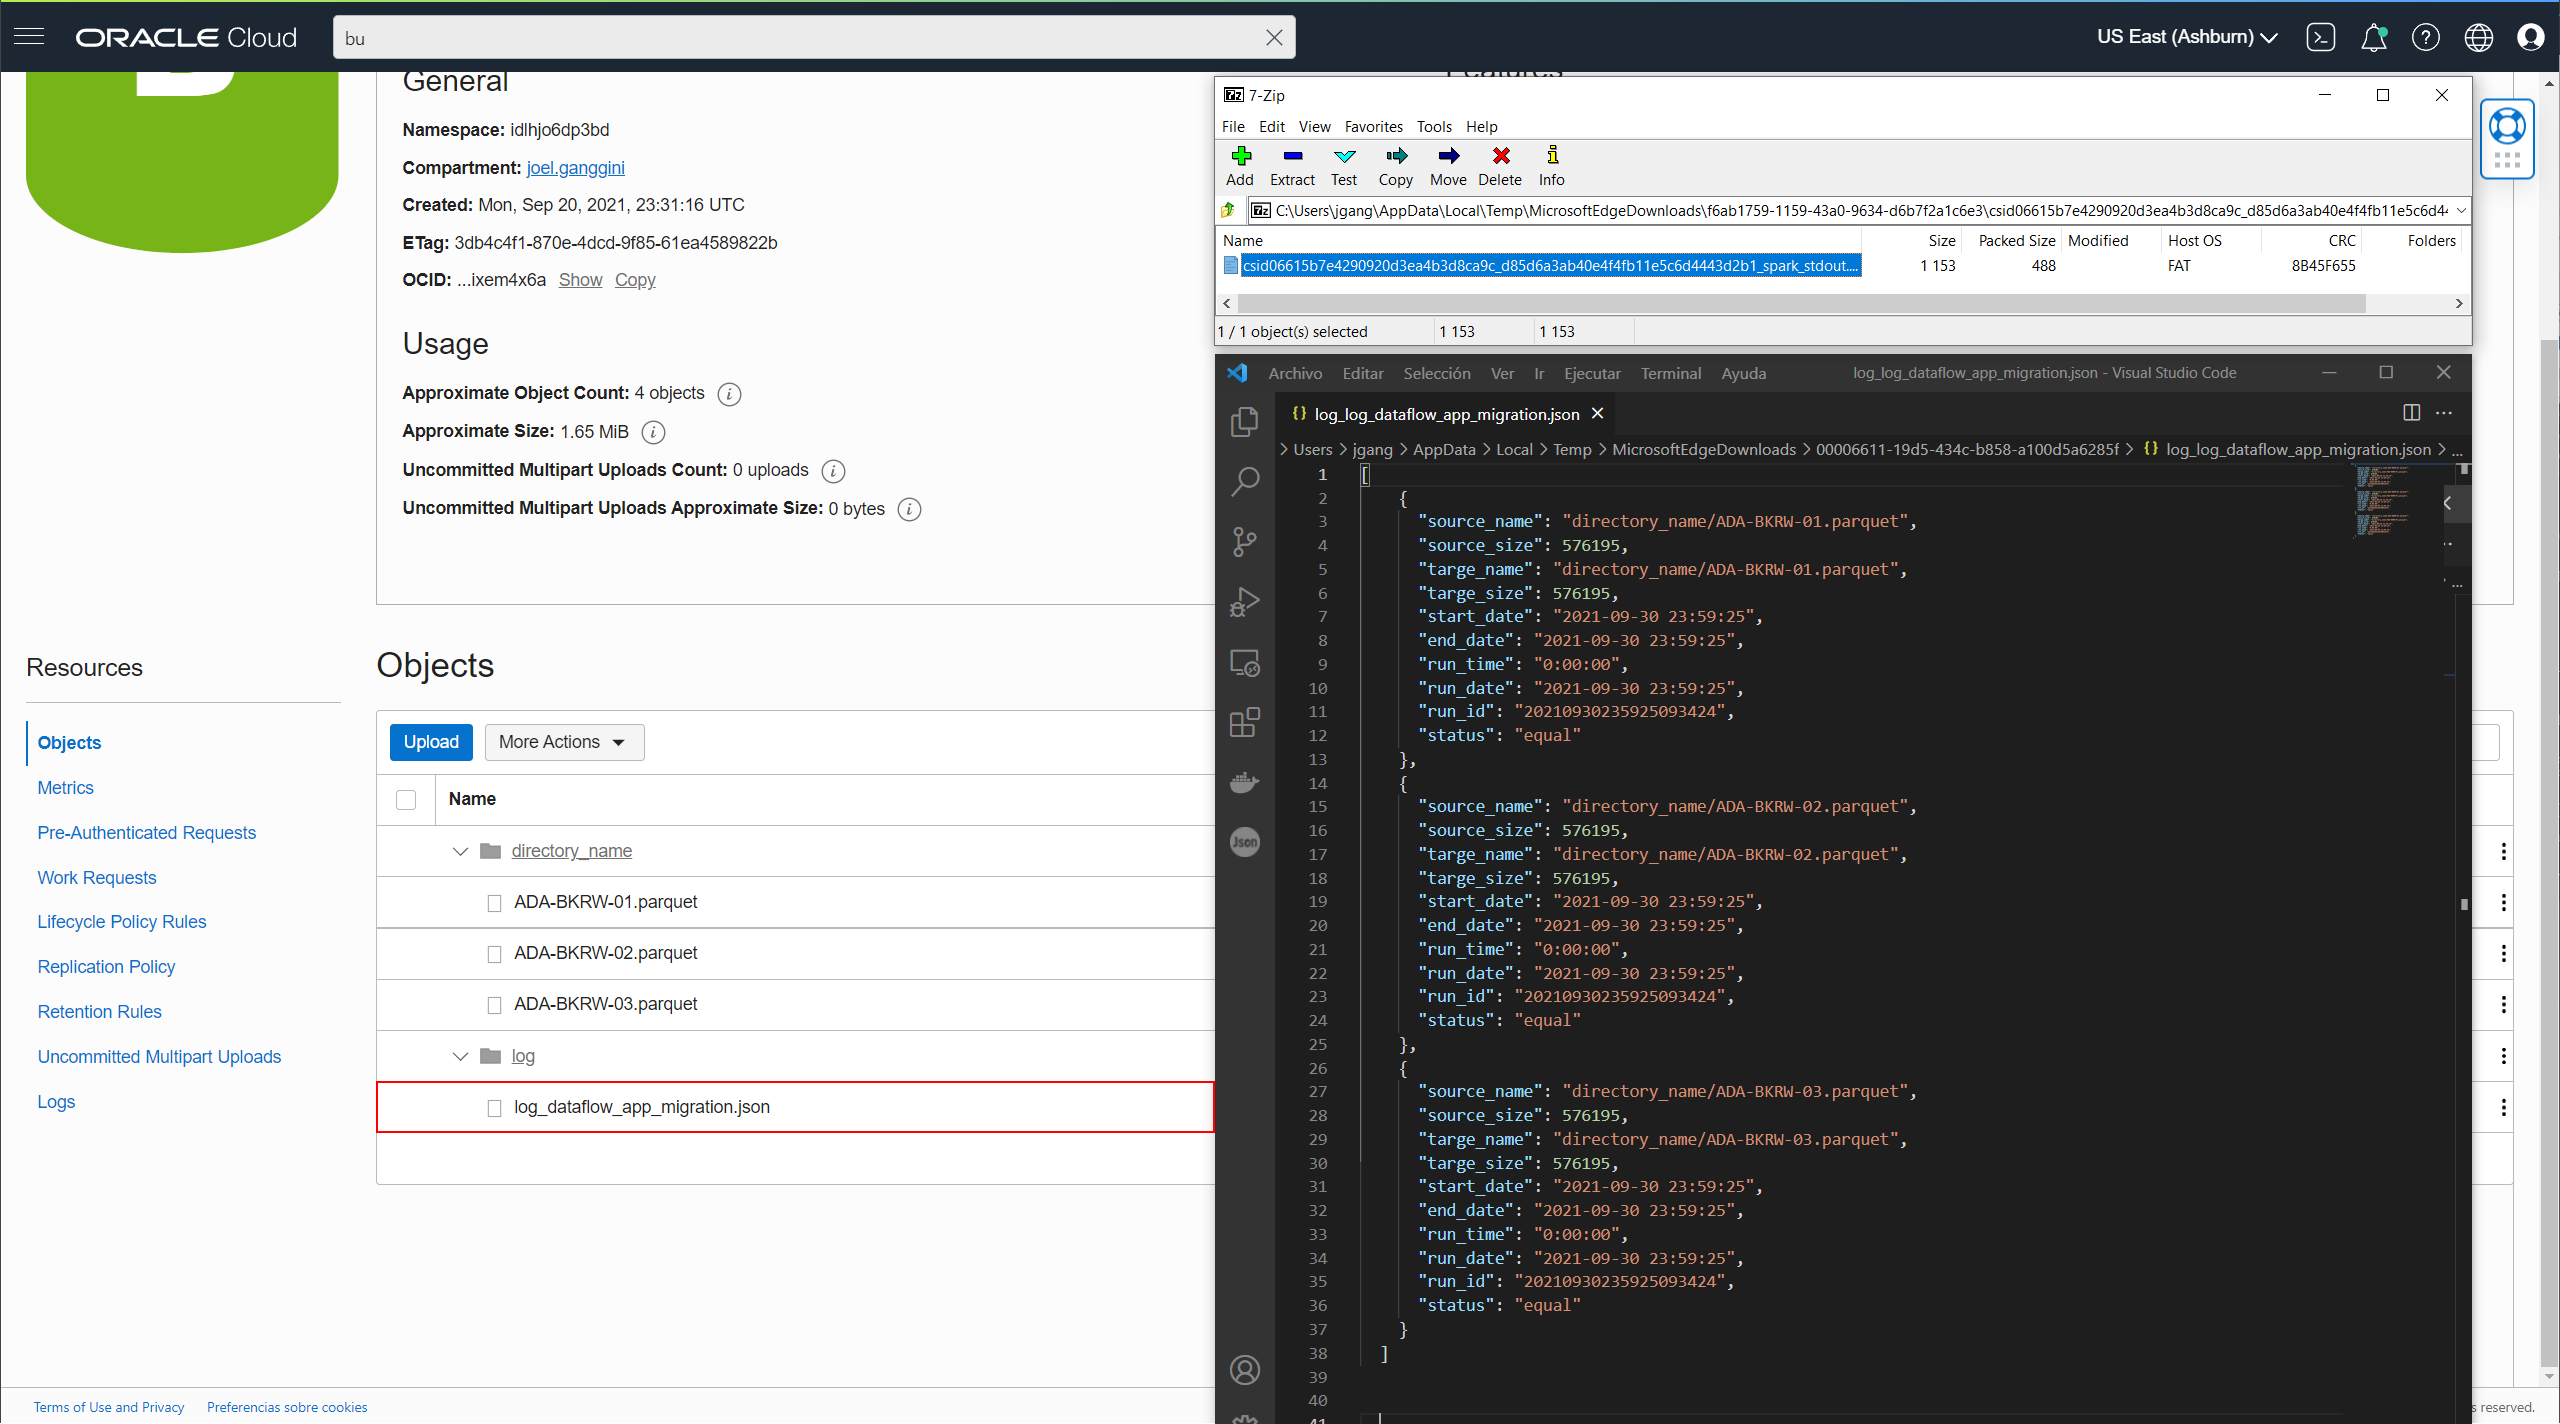 ORACLE Cloud
bu
US East (Ashburn)
General
Namespace: idlhjo6dp3bd
Compartment: joel.ganggini
Created: Mon, Sep 20, 2021, 23:31:16 UTC
ETag: 3db4c4f1-870e-4dcd-9f85-61ea4589822b
OCID: ...ixem4x6a Show Copy
Usage
Approximate Object Count: 4 objects
Approximate Size: 1.65 MiB
Uncommitted Multipart Uploads Count: 0 uploads
Uncommitted Multipart Uploads Approximate Size: 0 bytes
Features
7-Zip
File Edit View Favorites Tools Help
Add Extract Test Copy Move Delete Info
C:\Users\jgang\AppData\Local\Temp\MicrosoftEdgeDownloads\f6ab1759-1159-43a0-9634-d6b7f2a1c6e3\csid06615b7e4290920d3ea4b3d8ca9c_d85d6a3ab40e4f4fb11e5c6d4
Name Size Packed Size Modified Host OS CRC Folders
csid06615b7e4290920d3ea4b3d8ca9c_d85d6a3ab40e4f4fb11e5c6d4443d2b1_spark_stdout.... 1 153 488 FAT 8B45F655
1 / 1 object(s) selected 1 153 1 153
Archivo Editar Selección Ver Ir Ejecutar Terminal Ayuda log_log_dataflow_app_migration.json - Visual Studio Code
{} log_log_dataflow_app_migration.json
> Users > jgang > AppData > Local > Temp > MicrosoftEdgeDownloads > 00006611-19d5-434c-b858-a100d5a6285f > {} log_log_dataflow_app_migration.json > ...
1 [
2 {
3 "source_name": "directory_name/ADA-BKRW-01.parquet",
4 "source_size": 576195,
5 "targe_name": "directory_name/ADA-BKRW-01.parquet",
6 "targe_size": 576195,
7 "start_date": "2021-09-30 23:59:25",
8 "end_date": "2021-09-30 23:59:25",
9 "run_time": "0:00:00",
10 "run_date": "2021-09-30 23:59:25",
11 "run_id": "20210930235925093424",
12 "status": "equal"
13 },
14 {
15 "source_name": "directory_name/ADA-BKRW-02.parquet",
16 "source_size": 576195,
17 "targe_name": "directory_name/ADA-BKRW-02.parquet",
18 "targe_size": 576195,
19 "start_date": "2021-09-30 23:59:25",
20 "end_date": "2021-09-30 23:59:25",
21 "run_time": "0:00:00",
22 "run_date": "2021-09-30 23:59:25",
23 "run_id": "20210930235925093424",
24 "status": "equal"
25 },
26 {
27 "source_name": "directory_name/ADA-BKRW-03.parquet",
28 "source_size": 576195,
29 "targe_name": "directory_name/ADA-BKRW-03.parquet",
30 "targe_size": 576195,
31 "start_date": "2021-09-30 23:59:25",
32 "end_date": "2021-09-30 23:59:25",
33 "run_time": "0:00:00",
34 "run_date": "2021-09-30 23:59:25",
35 "run_id": "20210930235925093424",
36 "status": "equal"
37 }
38 ]
39
40
41
Json
Resources
Objects
Metrics
Pre-Authenticated Requests
Work Requests
Lifecycle Policy Rules
Replication Policy
Retention Rules
Uncommitted Multipart Uploads
Logs
Objects
Upload More Actions
Name
directory_name
ADA-BKRW-01.parquet
ADA-BKRW-02.parquet
ADA-BKRW-03.parquet
log
log_dataflow_app_migration.json
Terms of Use and Privacy Preferencias sobre cookies
s reserved.